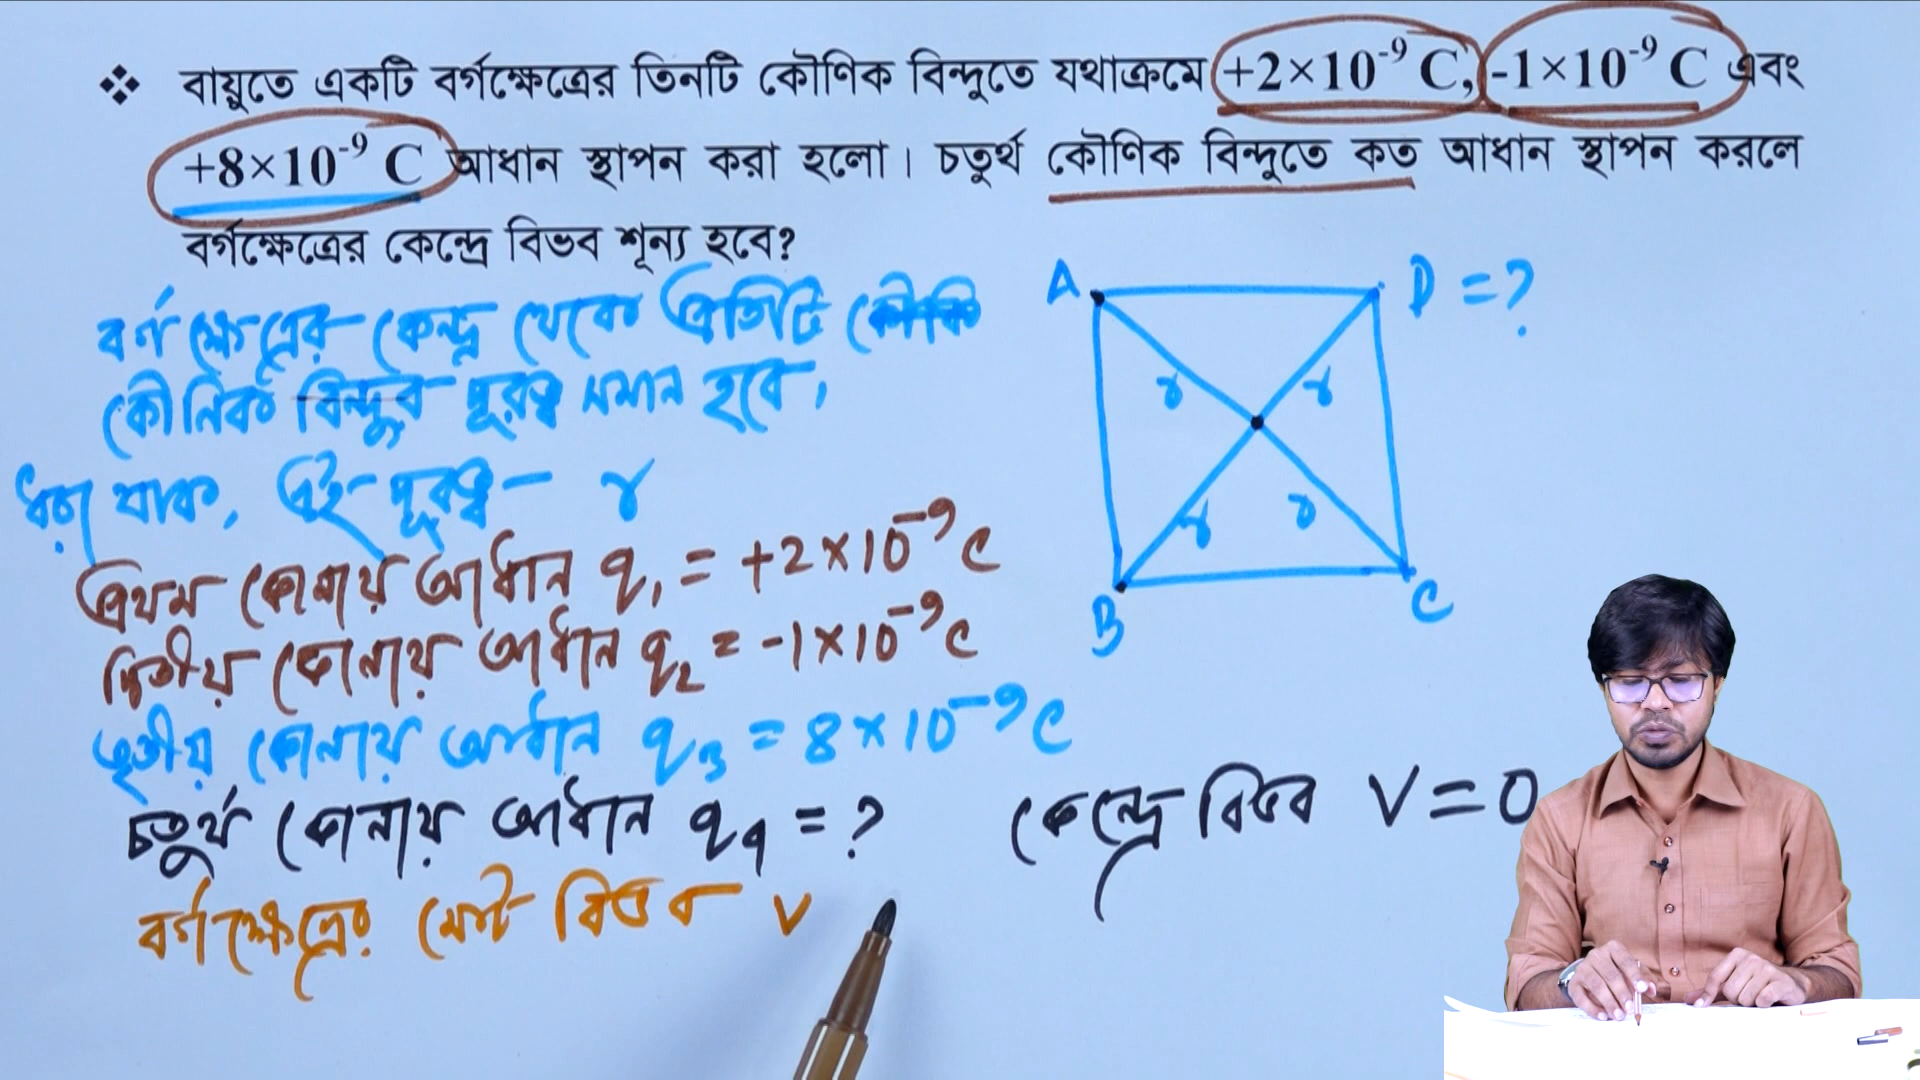 ❖ বায়ুতে একটি বর্গক্ষেত্রের তিনটি কৌণিক বিন্দুতে যথাক্রমে +2×10⁻⁹ C, -1×10⁻⁹ C এবং
+8×10⁻⁹ C আধান স্থাপন করা হলো। চতুর্থ কৌণিক বিন্দুতে কত আধান স্থাপন করলে
বর্গক্ষেত্রের কেন্দ্রে বিভব শূন্য হবে?
বর্গক্ষেত্রের কেন্দ্র থেকে প্রতিটি
কৌনিক বিন্দুর দূরত্ব সমান হবে,
ধরা যাক, এই দূরত্ব r
প্রথম কোনায় আধান q₁ = +2×10⁻⁹ C
দ্বিতীয় কোনায় আধান q₂ = -1×10⁻⁹ C
তৃতীয় কোনায় আধান q₃ = 8×10⁻⁹ C
চতুর্থ কোনায় আধান q₄ = ?
কেন্দ্রে বিভব V = 0
বর্গক্ষেত্রের মোট বিভব V
A
D = ?
r r
r r
B
C